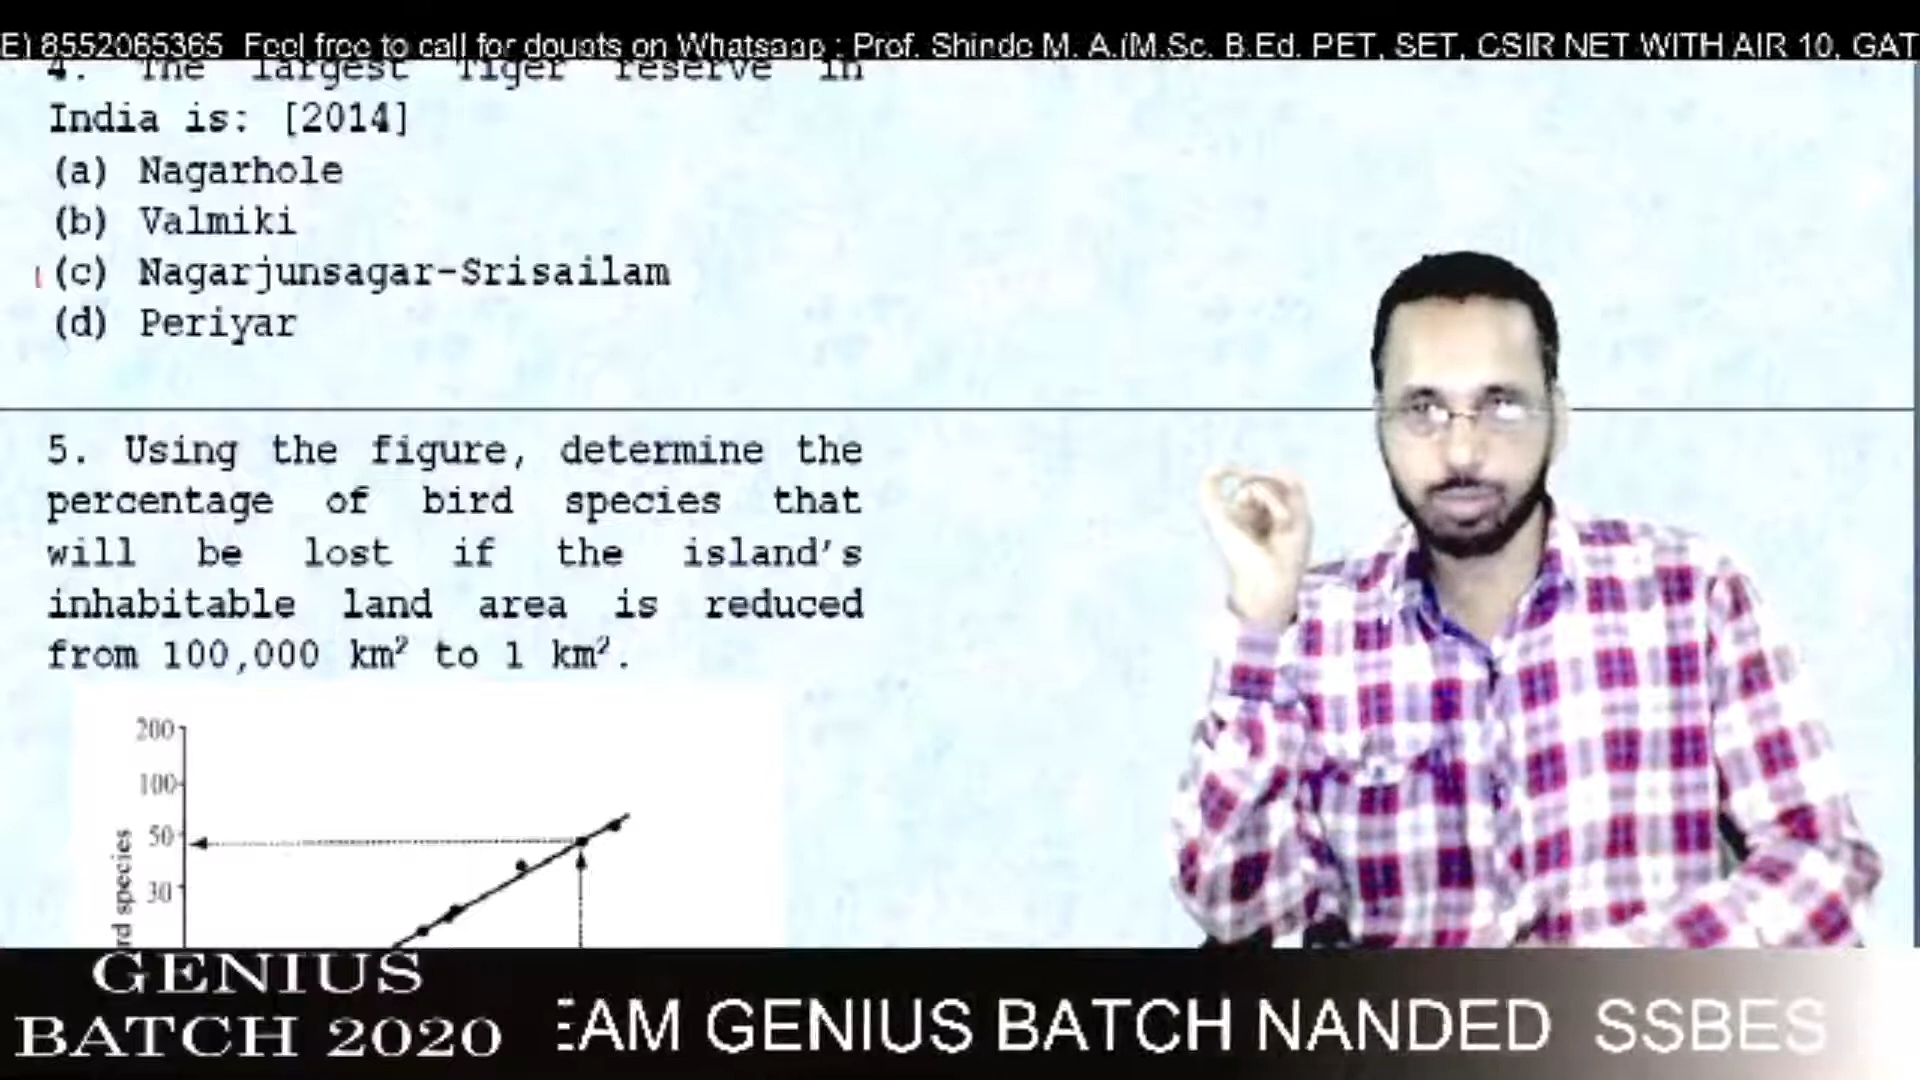 E) 8552065365 Feel free to call for doubts on Whatsaap : Prof. Shinde M. A.(M.Sc. B.Ed. PET, SET, CSIR NET WITH AIR 10, GAT
4. The largest Tiger reserve in
India is: [2014]
(a) Nagarhole
(b) Valmiki
(c) Nagarjunsagar-Srisailam
(d) Periyar
5. Using the figure, determine the
percentage of bird species that
will be lost if the island's
inhabitable land area is reduced
from 100,000 km² to 1 km².
200
100
50
30
rd species
GENIUS
BATCH 2020
EAM GENIUS BATCH NANDED SSBES